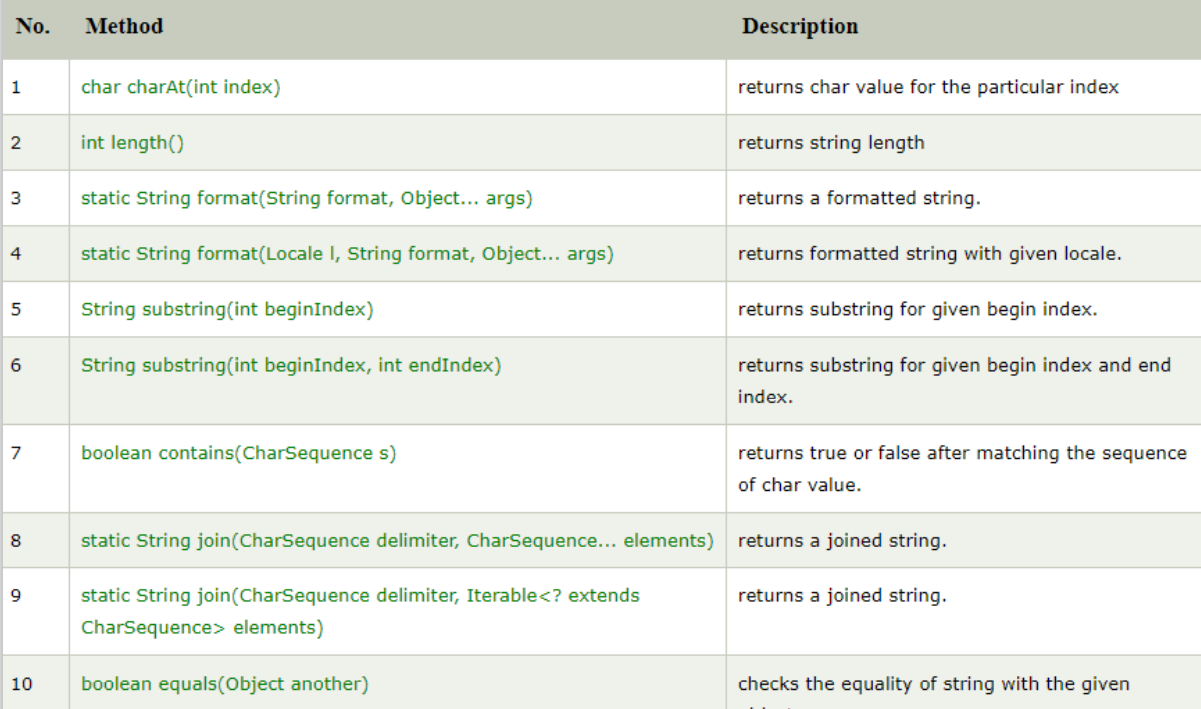 No. Method Description
1 char charAt(int index) returns char value for the particular index
2 int length() returns string length
3 static String format(String format, Object... args) returns a formatted string.
4 static String format(Locale l, String format, Object... args) returns formatted string with given locale.
5 String substring(int beginIndex) returns substring for given begin index.
6 String substring(int beginIndex, int endIndex) returns substring for given begin index and end
index.
7 boolean contains(CharSequence s) returns true or false after matching the sequence
of char value.
8 static String join(CharSequence delimiter, CharSequence... elements) returns a joined string.
9 static String join(CharSequence delimiter, Iterable<? extends returns a joined string.
CharSequence> elements)
10 boolean equals(Object another) checks the equality of string with the given